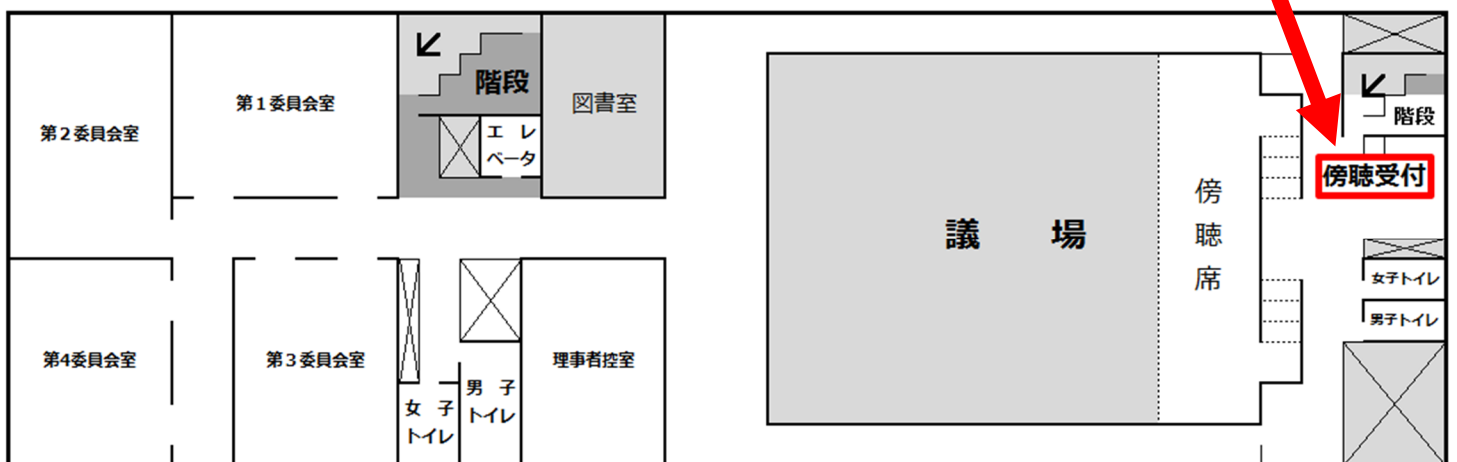 第２委員会室
第１委員会室
階段
エ　レ
ベータ
図書室
議　場
傍
聴
席
階段
傍聴受付
女子トイレ
男子トイレ
第4委員会室
第３委員会室
女　子
トイレ
男　子
トイレ
理事者控室